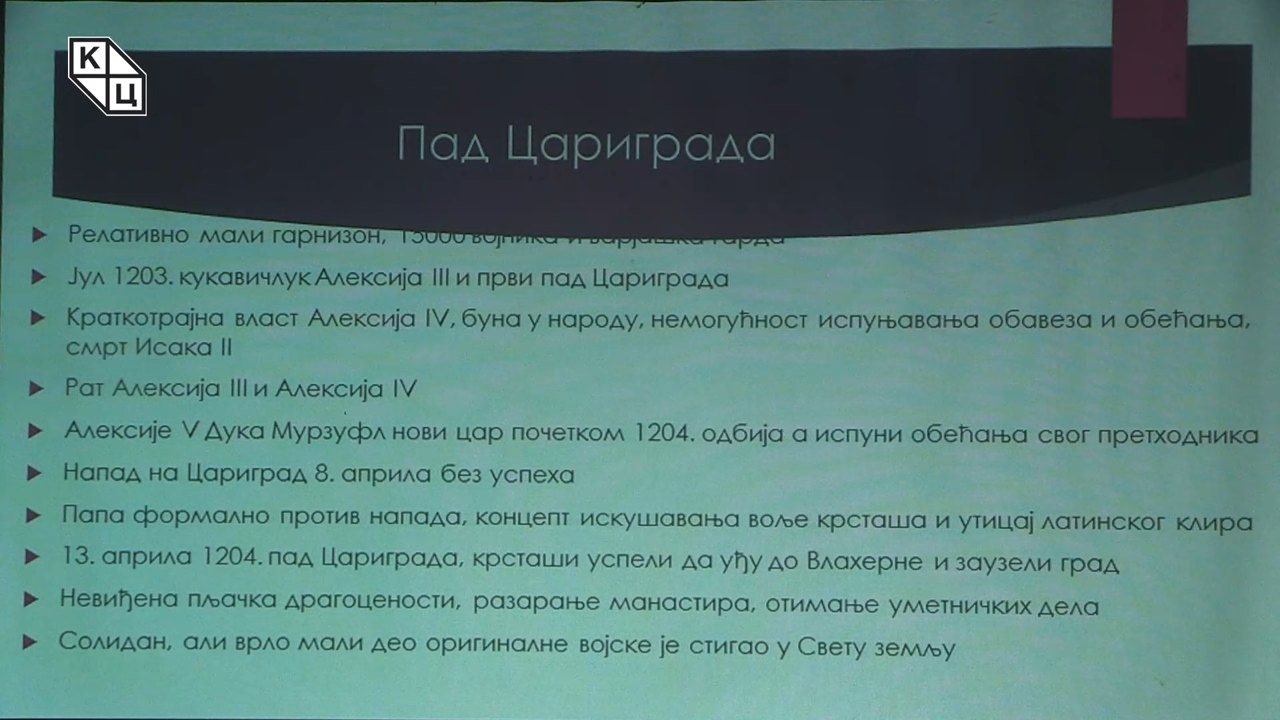 К
Ц
Пад Цариграда
Релативно мали гарнизон, 15000 војника и варјашка гарда
Јул 1203. кукавичлук Алексија III и први пад Цариграда
Краткотрајна власт Алексија IV, буна у народу, немогућност испуњавања обавеза и обећања,
смрт Исака II
Рат Алексија III и Алексија IV
Алексије V Дука Мурзуфл нови цар почетком 1204. одбија а испуни обећања свог претходника
Напад на Цариград 8. априла без успеха
Папа формално против напада, концепт искушавања воље крсташа и утицај латинског клира
13. априла 1204. пад Цариграда, крсташи успели да уђу до Влахерне и заузели град
Невиђена пљачка драгоцености, разарање манастира, отимање уметничких дела
Солидан, али врло мали део оригиналне војске је стигао у Свету земљу